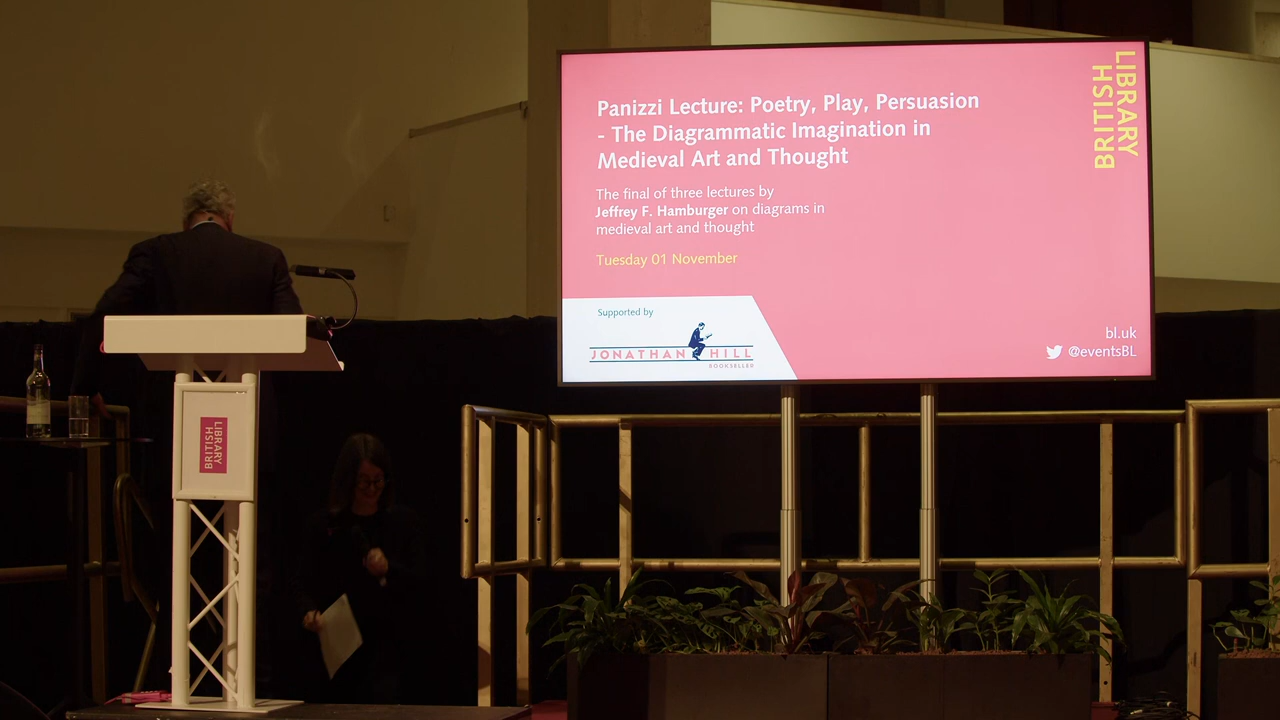 Panizzi Lecture: Poetry, Play, Persuasion
- The Diagrammatic Imagination in
Medieval Art and Thought
The final of three lectures by
Jeffrey F. Hamburger on diagrams in
medieval art and thought
Tuesday 01 November
Supported by
JONATHAN HILL
BOOKSELLER
bl.uk
@eventsBL
LIBRARY
BRITISH
LIBRARY
BRITISH